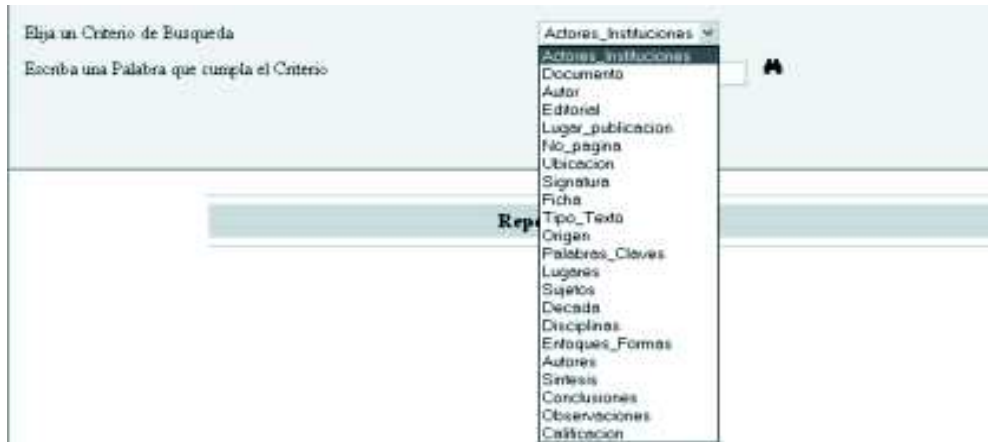 Elija un Criterio de Busqueda
Actores_Instituciones
Escriba una Palabra que cumpla el Criterio
Actores_Instituciones
Documento
Autor
Editorial
Lugar_publicacion
No_pagina
Ubicacion
Signatura
Ficha
Tipo_Texto
Origen
Palabras_Claves
Lugares
Sujetos
Decada
Disciplinas
Enfoques_Formas
Autores
Sintesis
Conclusiones
Observaciones
Calificacion